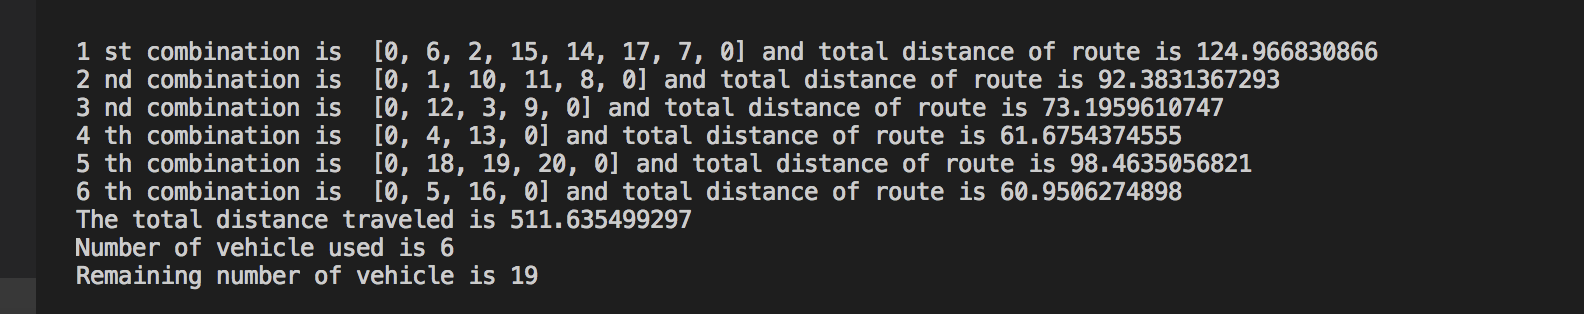 1 st combination is  [0, 6, 2, 15, 14, 17, 7, 0] and total distance of route is 124.966830866
2 nd combination is  [0, 1, 10, 11, 8, 0] and total distance of route is 92.3831367293
3 nd combination is  [0, 12, 3, 9, 0] and total distance of route is 73.1959610747
4 th combination is  [0, 4, 13, 0] and total distance of route is 61.6754374555
5 th combination is  [0, 18, 19, 20, 0] and total distance of route is 98.4635056821
6 th combination is  [0, 5, 16, 0] and total distance of route is 60.9506274898
The total distance traveled is 511.635499297
Number of vehicle used is 6
Remaining number of vehicle is 19